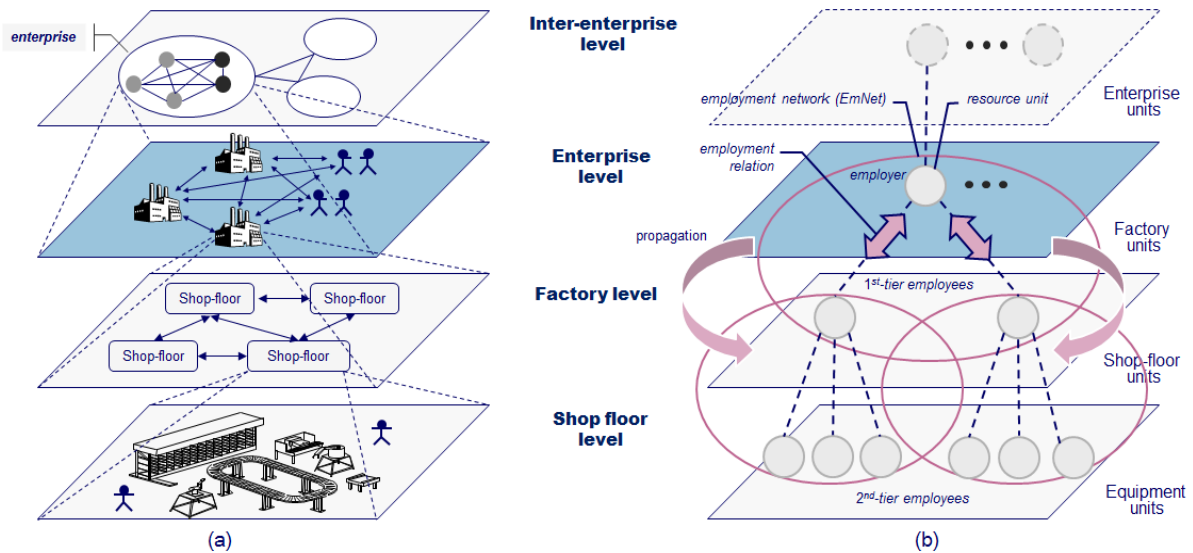 enterprise
Inter-enterprise
level
employment network (EmNet)
resource unit
Enterprise
units
Enterprise
level
employment
relation
employer
propagation
Factory
units
Shop-floor
Shop-floor
Shop-floor
Shop-floor
Factory level
1st-tier employees
Shop-floor
units
Shop floor
level
2nd-tier employees
Equipment
units
(a)
(b)